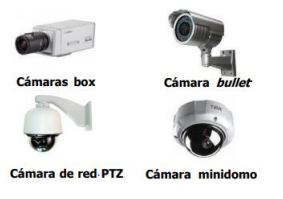 Cámaras box
Cámara bullet
Cámara de red PTZ
Cámara minidomo